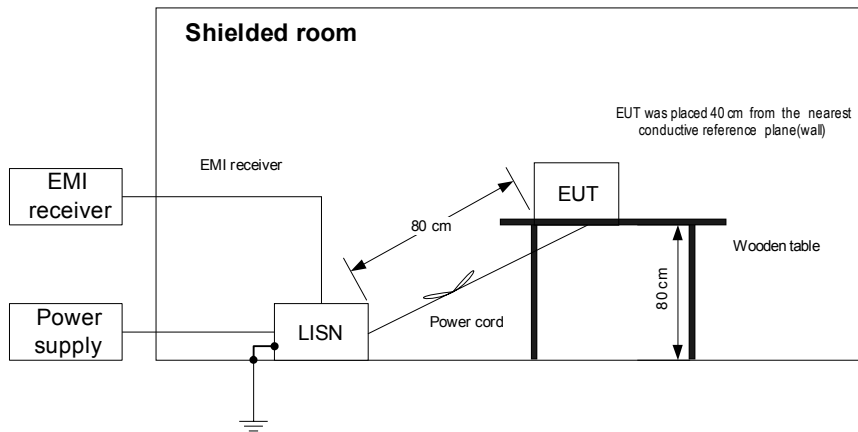 Shielded room
EUT was placed 40 cm from the nearest
conductive reference plane(wall)
EMI receiver
EMI
receiver
EUT
80 cm
Wooden table
80 cm
Power
supply
LISN
Power cord